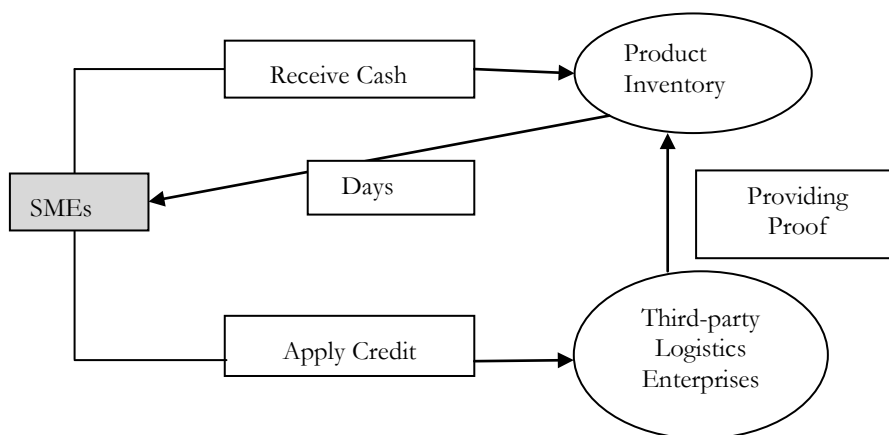 Receive Cash
Product
Inventory
Days
SMEs
Providing
Proof
Apply Credit
Third-party
Logistics
Enterprises